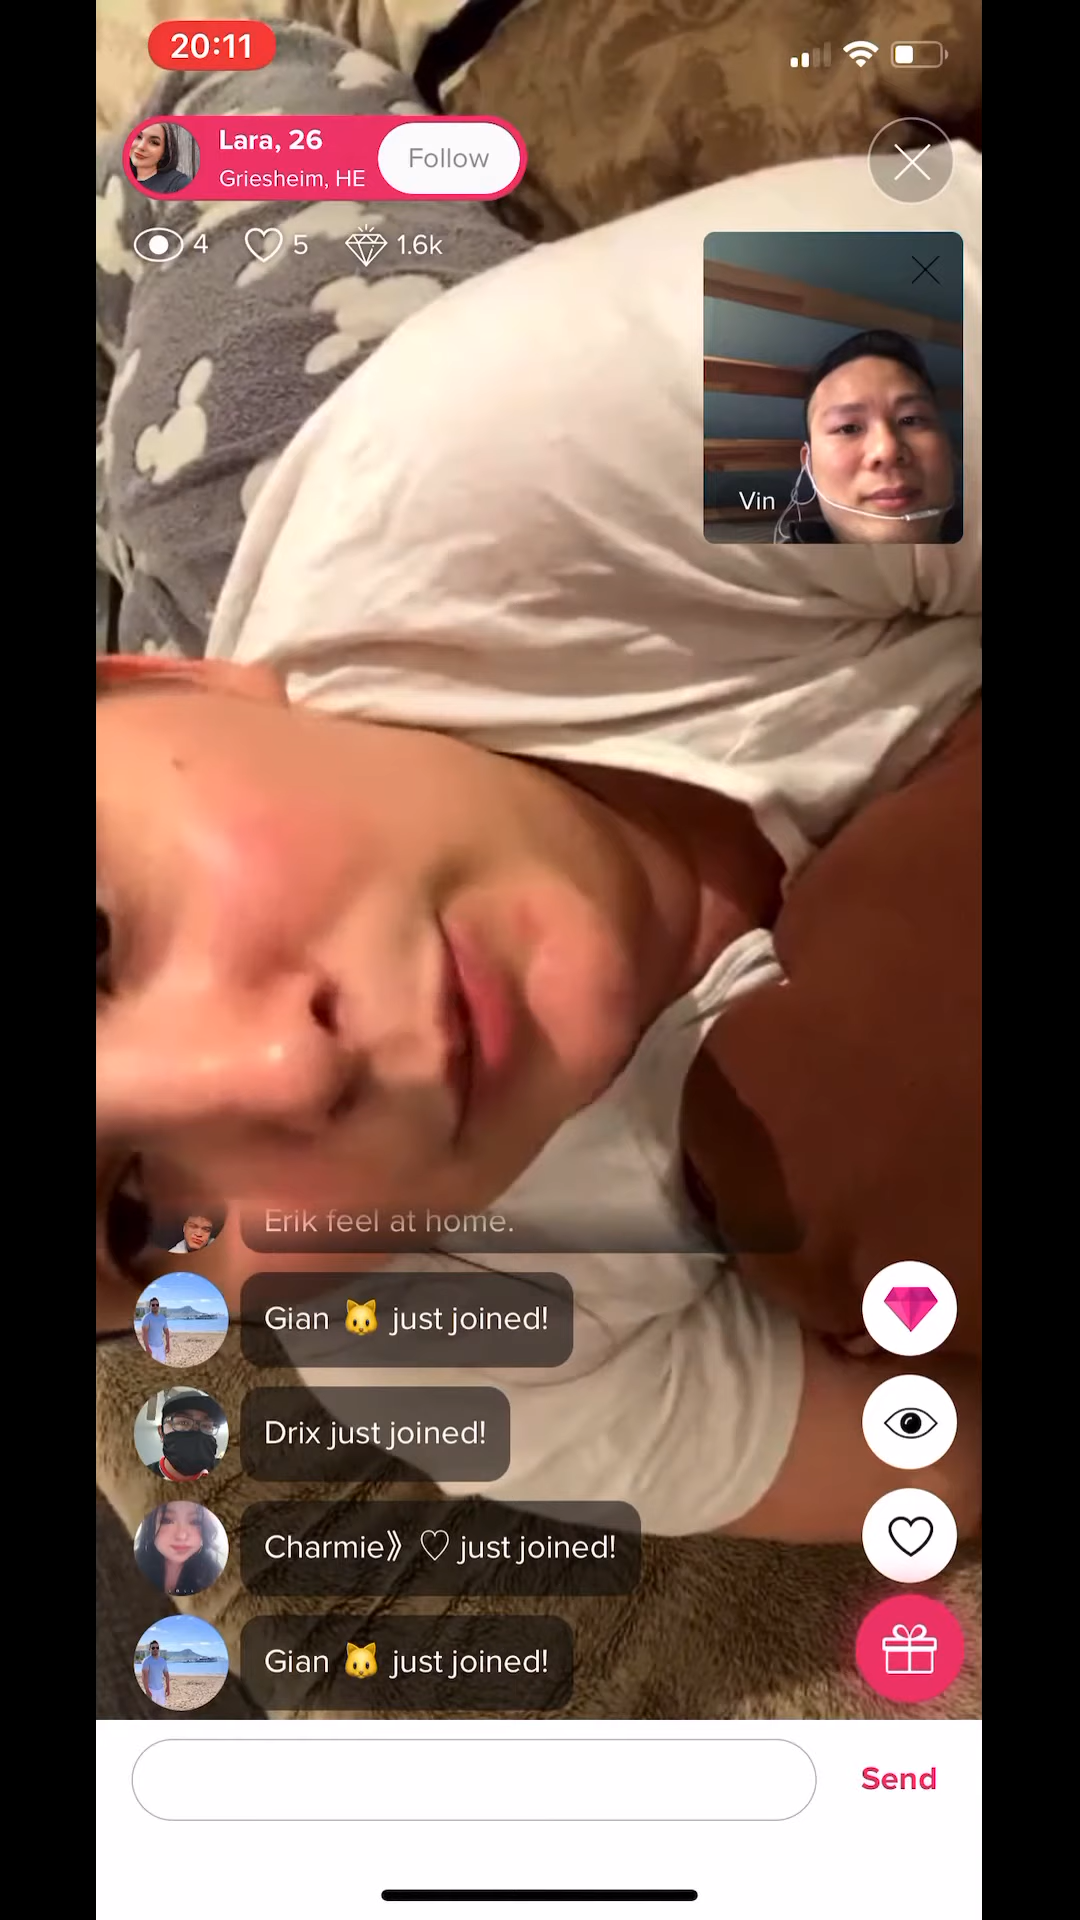 20:11
Lara, 26
Griesheim, HE
Follow
4
5
1.6k
Vin
Erik feel at home.
Gian 🐱 just joined!
Drix just joined!
Charmie》♡ just joined!
Gian 🐱 just joined!
Send